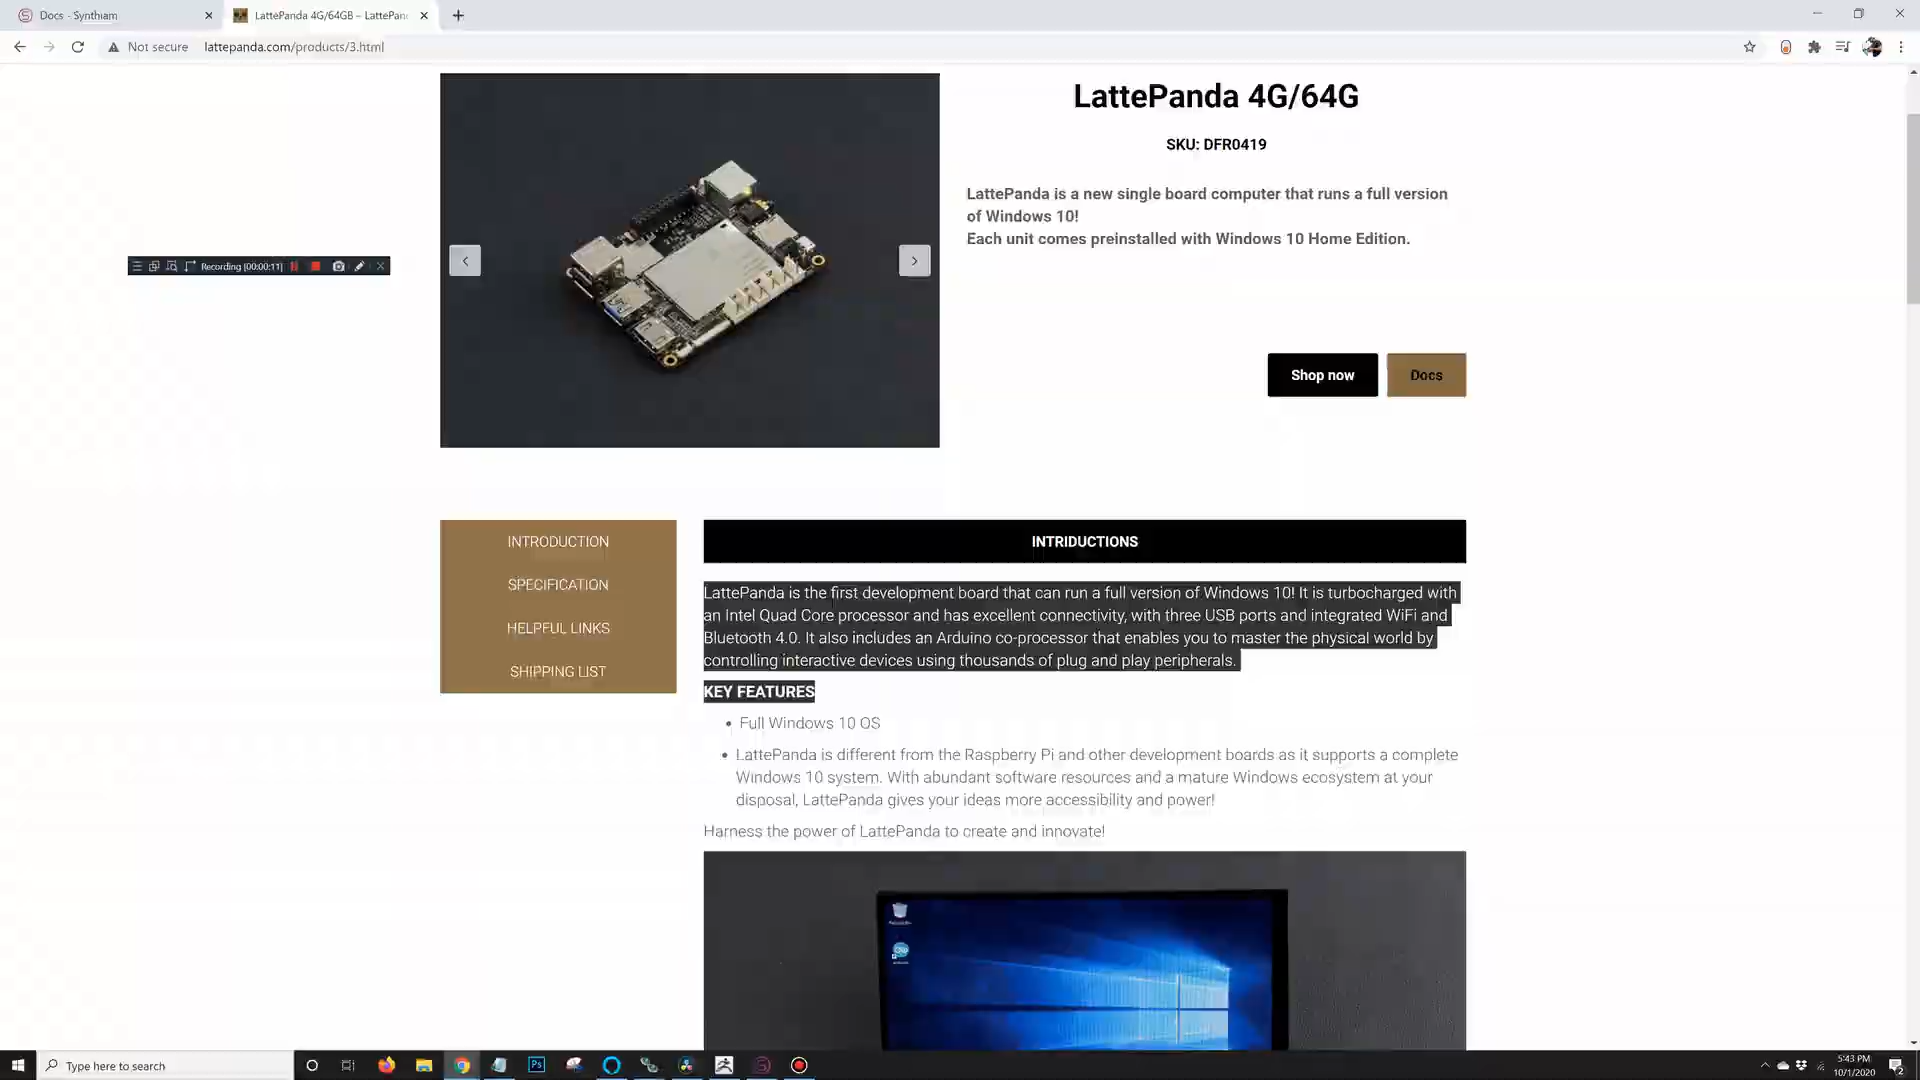 Docs - Synthiam
LattePanda 4G/64GB – LattePan
Not secure
lattepanda.com/products/3.html
LattePanda 4G/64G
SKU: DFR0419
LattePanda is a new single board computer that runs a full version
of Windows 10!
Each unit comes preinstalled with Windows 10 Home Edition.
Recording [00:00:11]
Shop now
Docs
INTRODUCTION
SPECIFICATION
HELPFUL LINKS
SHIPPING LIST
INTRIDUCTIONS
LattePanda is the first development board that can run a full version of Windows 10! It is turbocharged with
an Intel Quad Core processor and has excellent connectivity, with three USB ports and integrated WiFi and
Bluetooth 4.0. It also includes an Arduino co-processor that enables you to master the physical world by
controlling interactive devices using thousands of plug and play peripherals.
KEY FEATURES
• Full Windows 10 OS
• LattePanda is different from the Raspberry Pi and other development boards as it supports a complete
Windows 10 system. With abundant software resources and a mature Windows ecosystem at your
disposal, LattePanda gives your ideas more accessibility and power!
Harness the power of LattePanda to create and innovate!
Type here to search
Ps
5:43 PM
10/1/2020
2